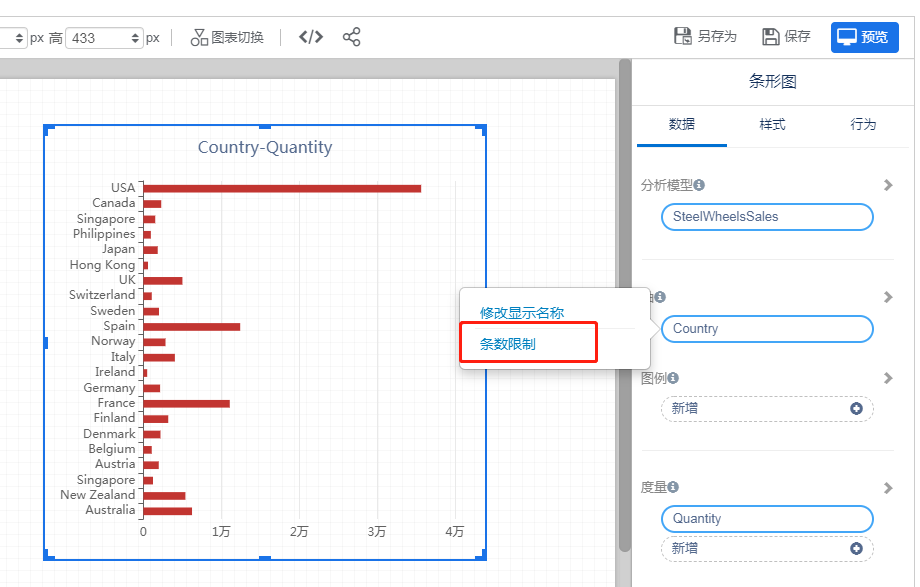 px 高 433 px 图表切换 另存为 保存 预览
条形图
数据 样式 行为
Country-Quantity
USA
Canada
Singapore
Philippines
Japan
Hong Kong
UK
Switzerland
Sweden
Spain
Norway
Italy
Ireland
Germany
France
Finland
Denmark
Belgium
Austria
Singapore
New Zealand
Australia
0 1万 2万 3万 4万
修改显示名称
条数限制
分析模型
SteelWheelsSales
Country
图例
新增
度量
Quantity
新增